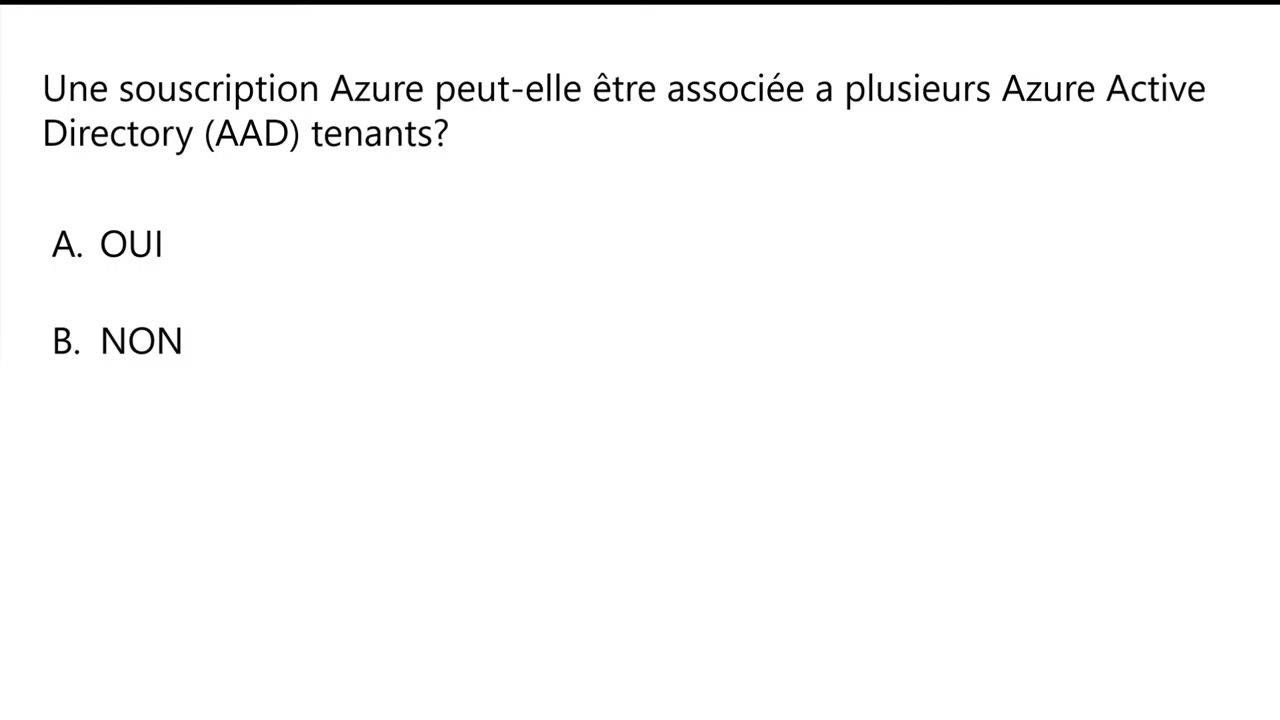 Une souscription Azure peut-elle être associée a plusieurs Azure Active
Directory (AAD) tenants?
A. OUI
B. NON